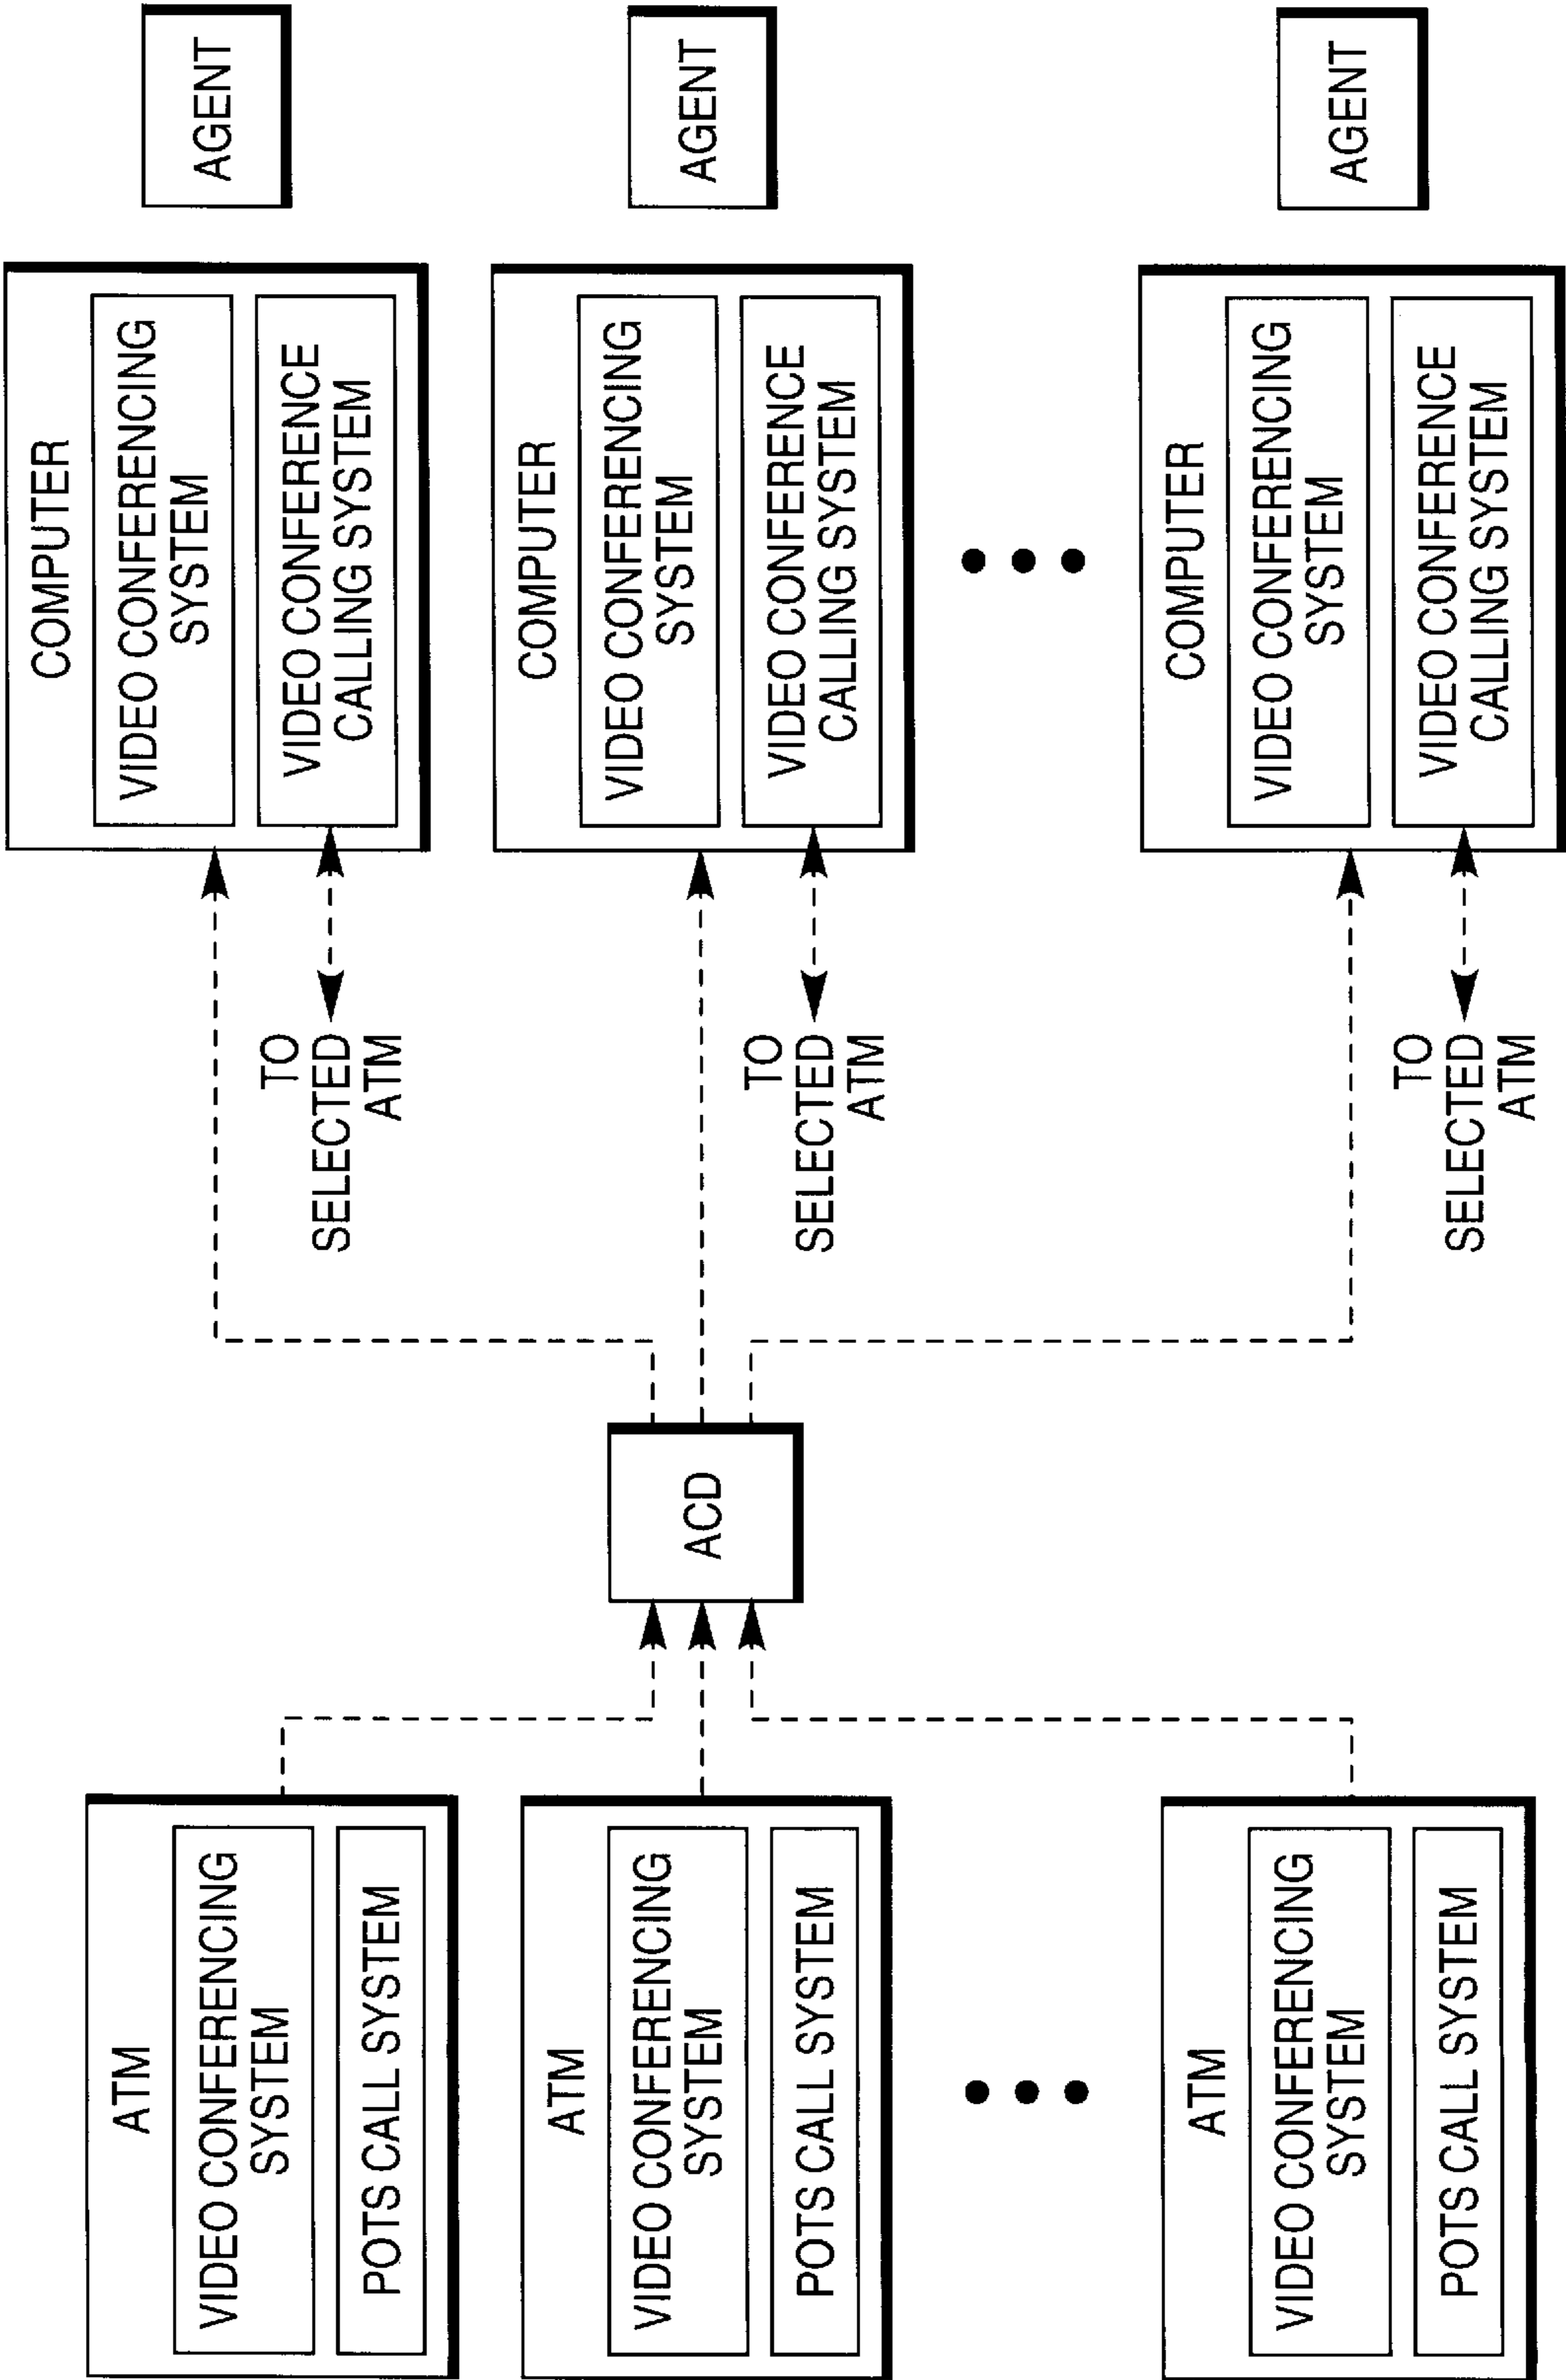 ATM
VIDEO CONFERENCING
SYSTEM
POTS CALL SYSTEM
ATM
VIDEO CONFERENCING
SYSTEM
POTS CALL SYSTEM
ATM
VIDEO CONFERENCING
SYSTEM
POTS CALL SYSTEM
ACD
COMPUTER
VIDEO CONFERENCING
SYSTEM
VIDEO CONFERENCE
CALLING SYSTEM
TO
SELECTED
ATM
AGENT
COMPUTER
VIDEO CONFERENCING
SYSTEM
VIDEO CONFERENCE
CALLING SYSTEM
TO
SELECTED
ATM
AGENT
COMPUTER
VIDEO CONFERENCING
SYSTEM
VIDEO CONFERENCE
CALLING SYSTEM
TO
SELECTED
ATM
AGENT